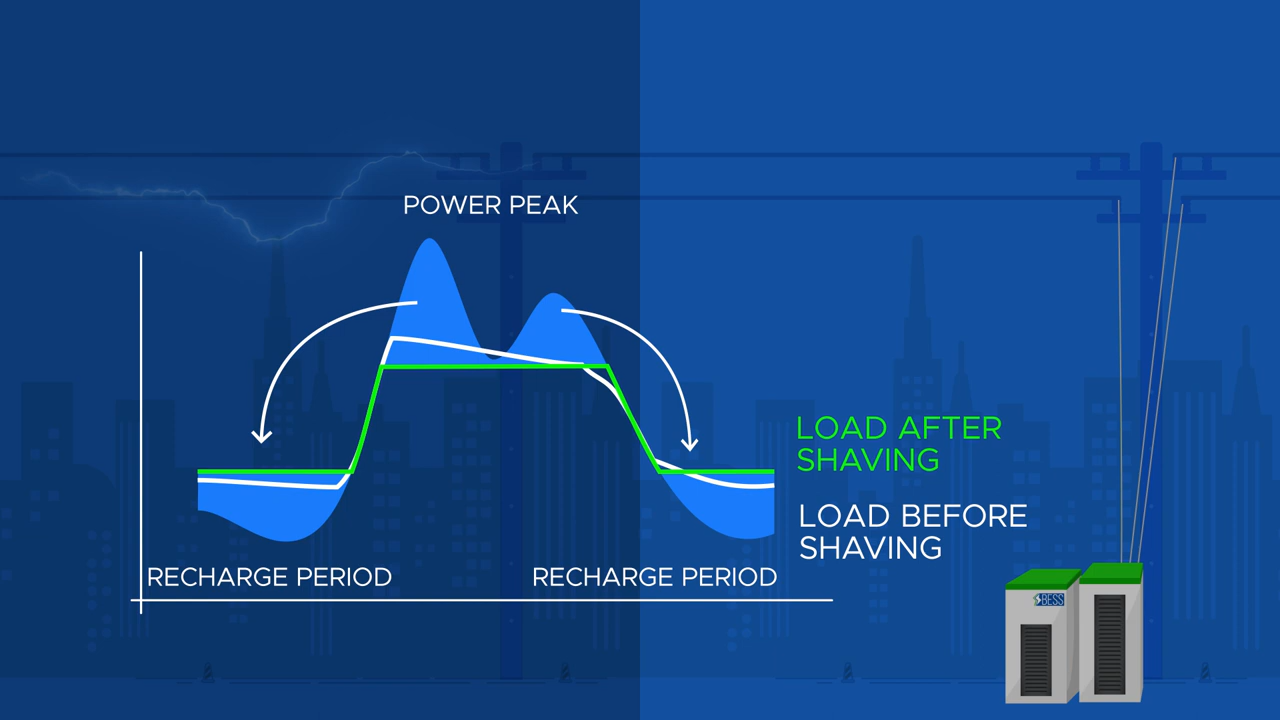 POWER PEAK
LOAD AFTER
SHAVING
LOAD BEFORE
SHAVING
RECHARGE PERIOD
RECHARGE PERIOD
BESS